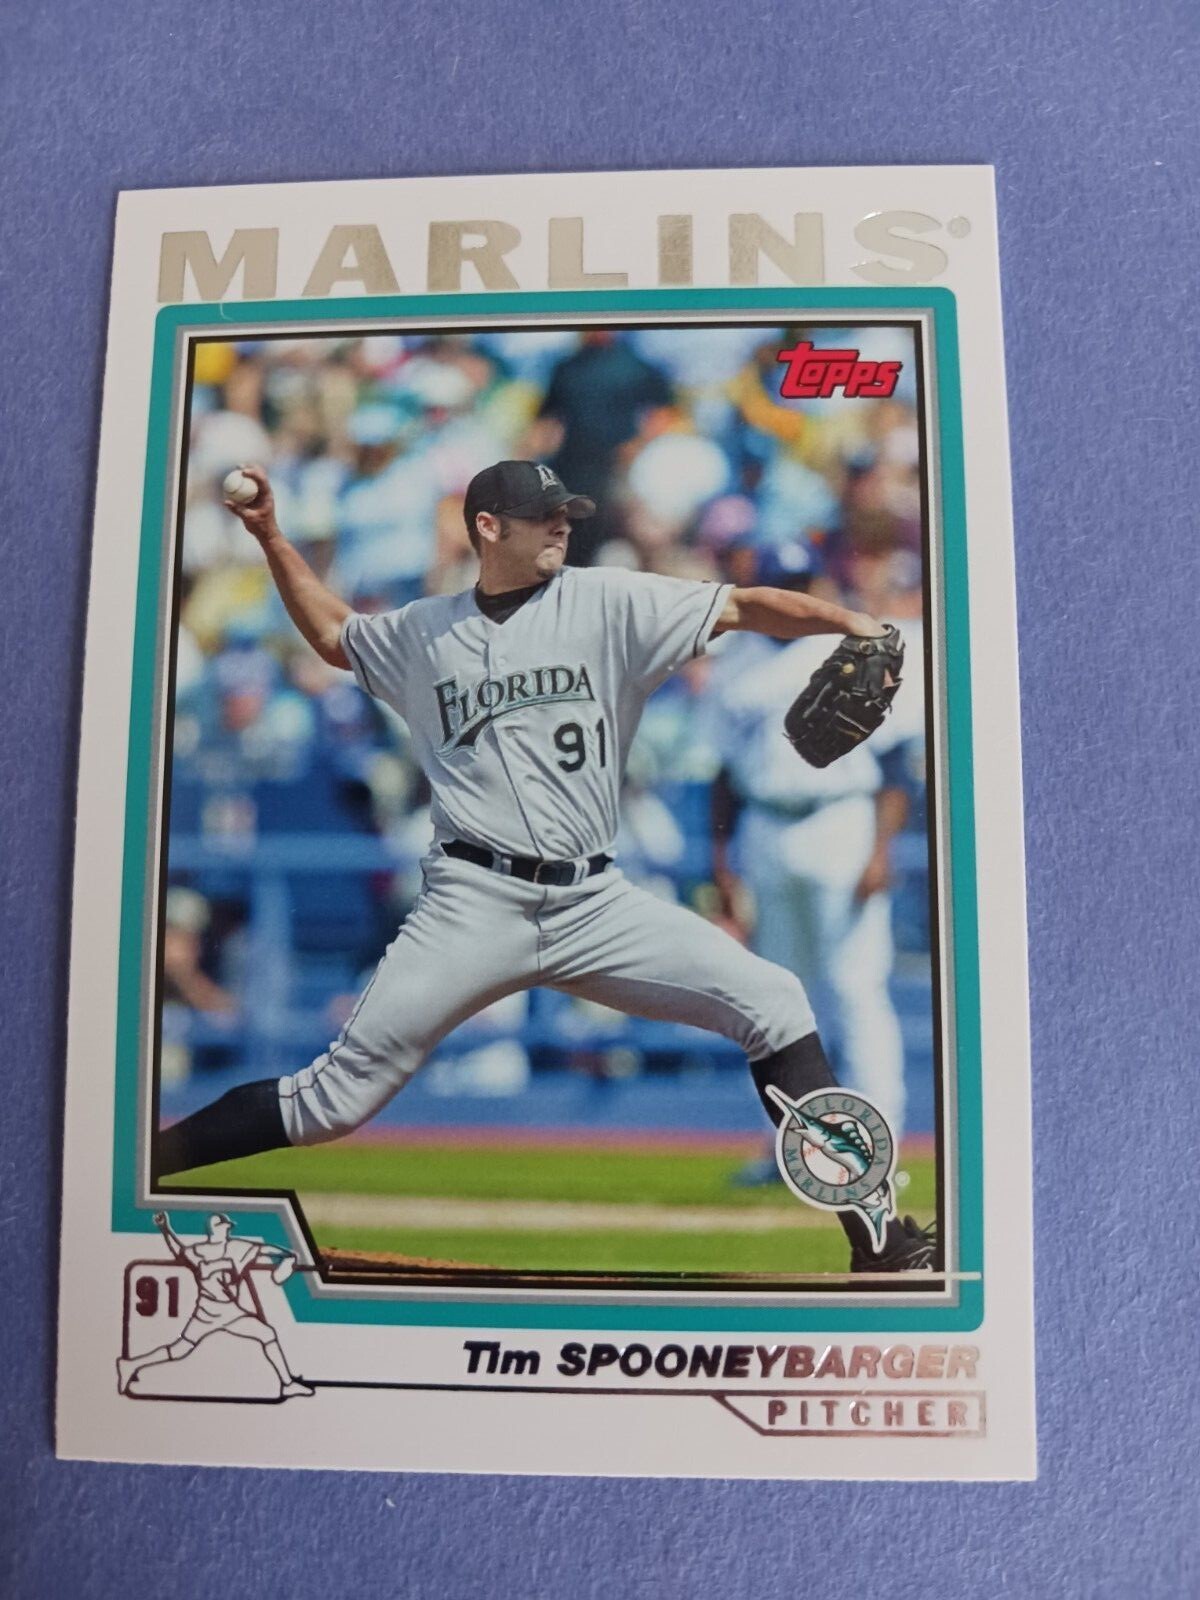 MARLINS®
Topps
FLORIDA
91
FLORIDA
MARLINS
®
91
Tim SPOONEYBARGER
PITCHER